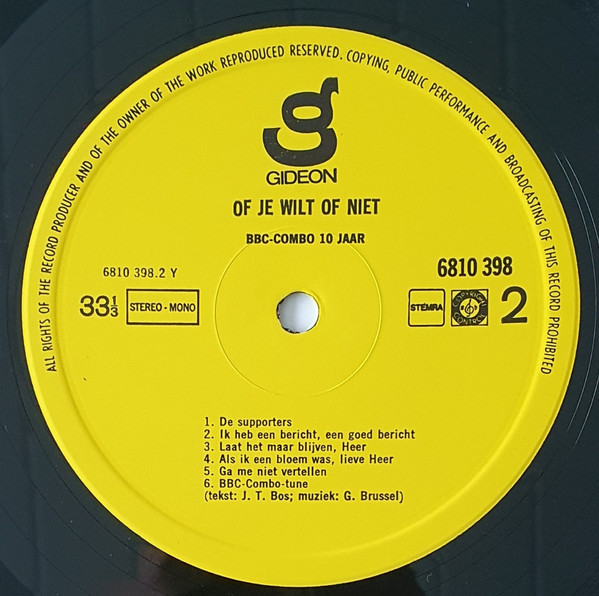 ALL RIGHTS OF THE RECORD PRODUCER AND OF THE OWNER OF THE WORK REPRODUCED RESERVED. COPYING, PUBLIC PERFORMANCE AND BROADCASTING OF THIS RECORD PROHIBITED
g
GIDEON
OF JE WILT OF NIET
BBC-COMBO 10 JAAR
6810 398.2 Y
6810 398
33⅓ STEREO - MONO
STEMRA COPYRIGHT CONTROL 2
1. De supporters
2. Ik heb een bericht, een goed bericht
3. Laat het maar blijven, Heer
4. Als ik een bloem was, lieve Heer
5. Ga me niet vertellen
6. BBC-Combo-tune
(tekst: J. T. Bos; muziek: G. Brussel)